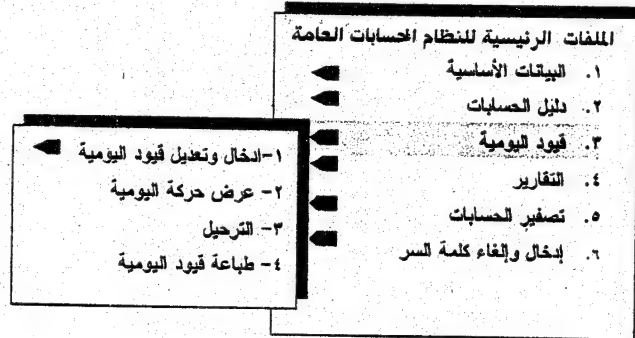 الملفات الرئيسية للنظام الحسابات العامة
١. البيانات الأساسية
٢. دليل الحسابات
٣. قيود اليومية
٤. التقارير
٥. تصفير الحسابات
٦. إدخال وإلغاء كلمة السر
١-ادخال وتعديل قيود اليومية
٢- عرض حركة اليومية
٣- الترحيل
٤- طباعة قيود اليومية